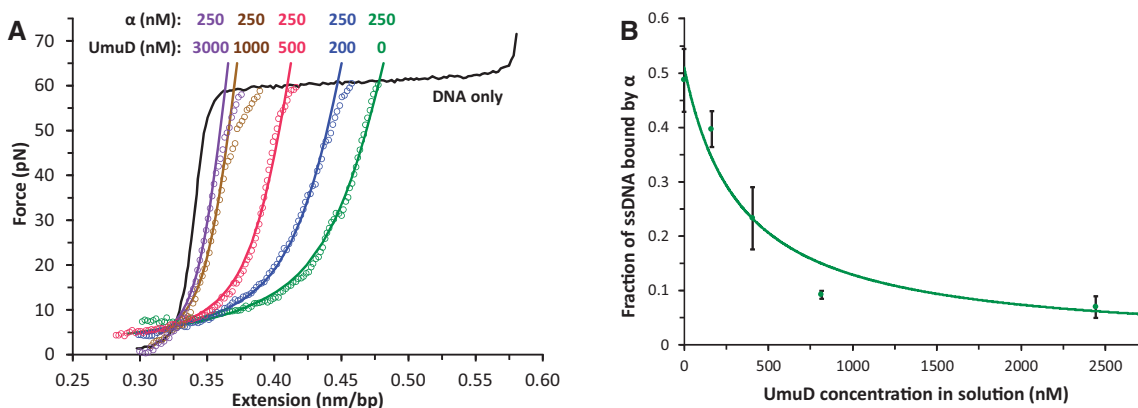 A
α (nM): 250 250 250 250 250
UmuD (nM): 3000 1000 500 200 0
70
60
50
40
30
20
10
0
Force (pN)
DNA only
0.25 0.30 0.35 0.40 0.45 0.50 0.55 0.60
Extension (nm/bp)
B
0.6
0.5
0.4
0.3
0.2
0.1
0
Fraction of ssDNA bound by α
0 500 1000 1500 2000 2500
UmuD concentration in solution (nM)